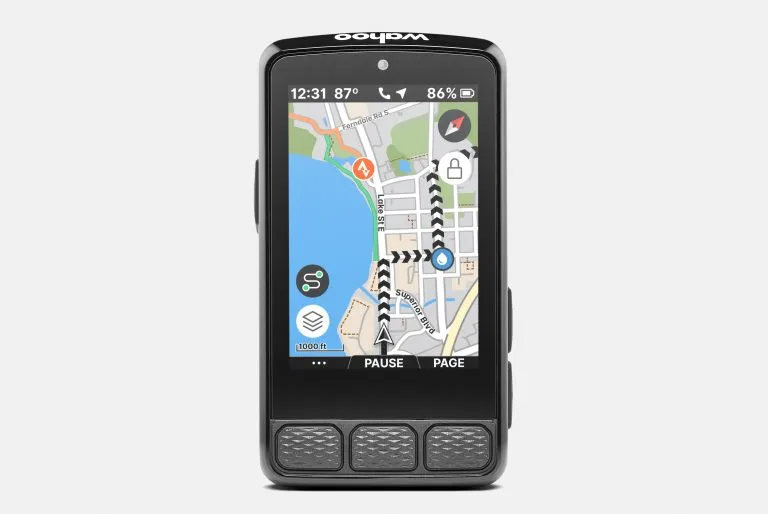 wahoo
12:31 87° 86%
Ferndale Rd S
Lake St E
Superior Blvd
1000 ft
... PAUSE PAGE